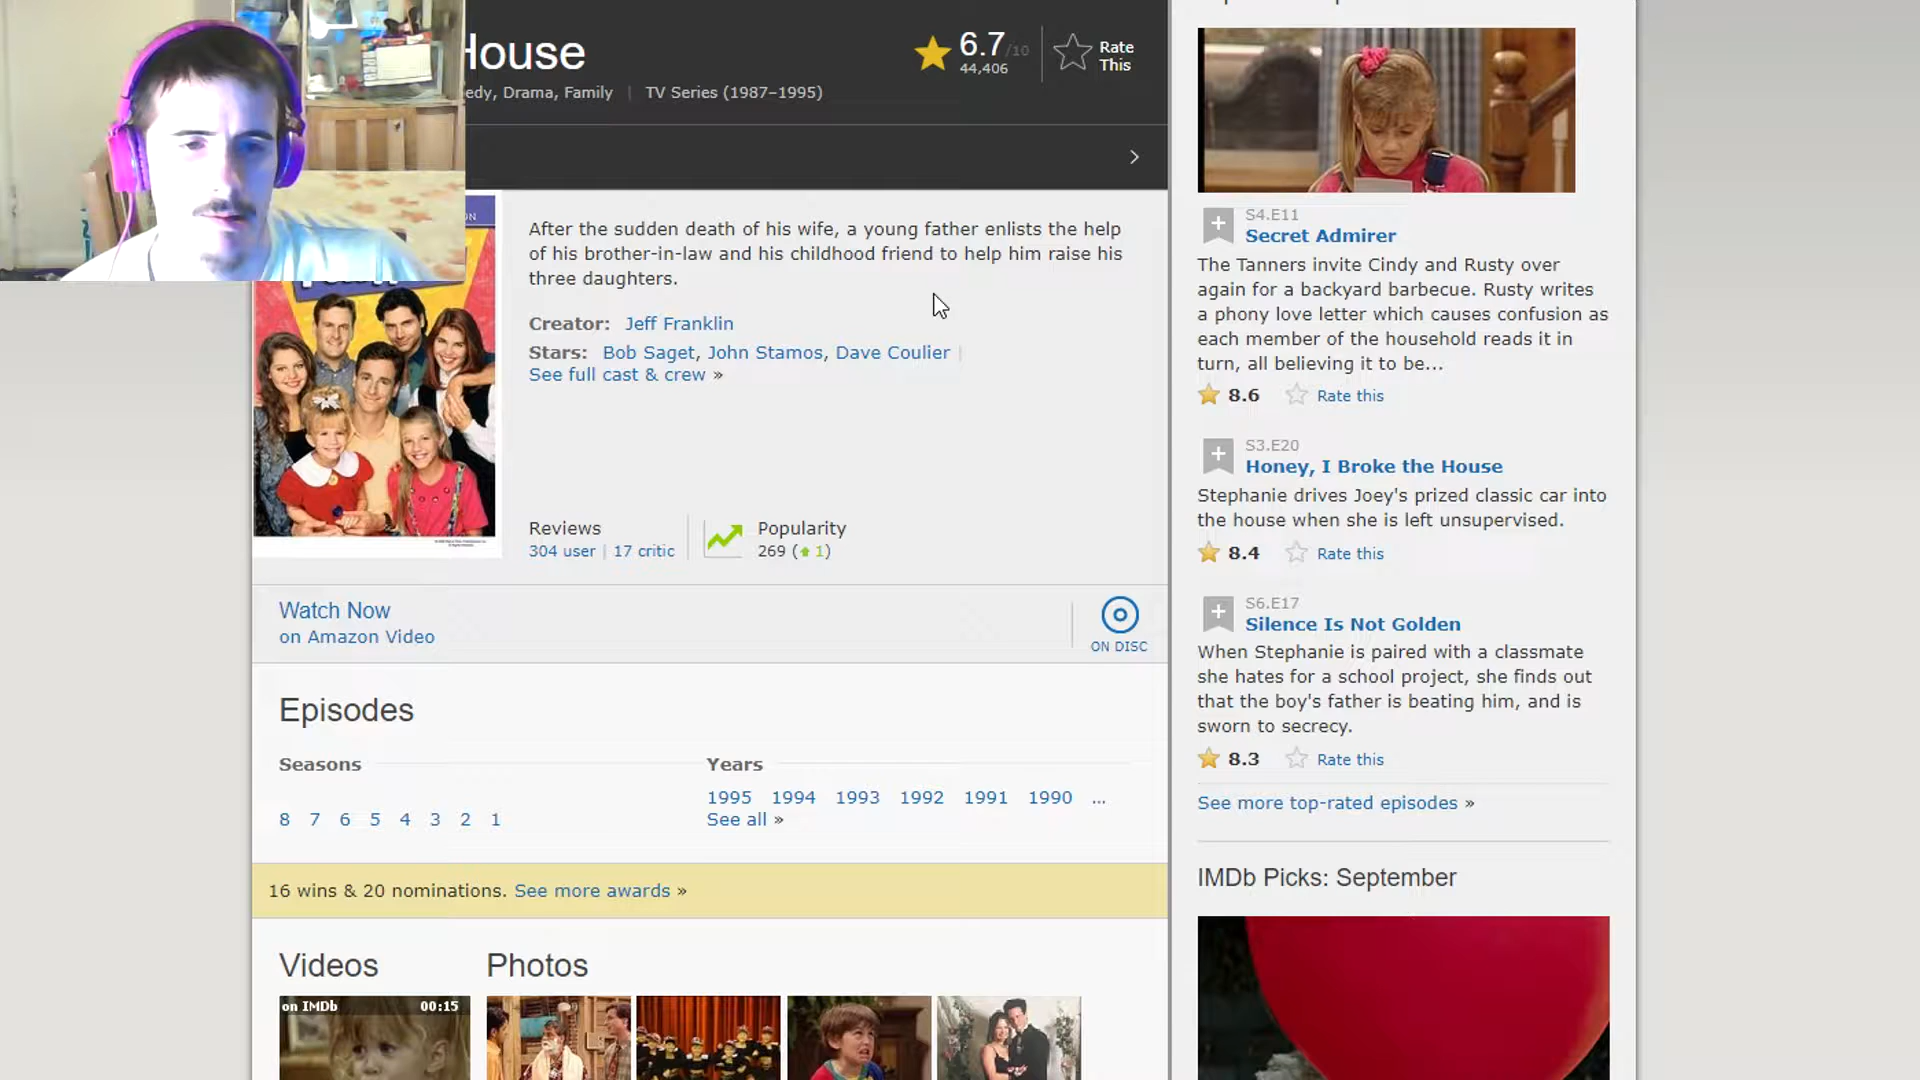 House
6.7/10
44,406
Rate
This
edy, Drama, Family | TV Series (1987–1995)
After the sudden death of his wife, a young father enlists the help
of his brother-in-law and his childhood friend to help him raise his
three daughters.
Creator: Jeff Franklin
Stars: Bob Saget, John Stamos, Dave Coulier |
See full cast & crew »
Reviews
304 user | 17 critic
Popularity
269 (1)
Watch Now
on Amazon Video
ON DISC
Episodes
Seasons
8 7 6 5 4 3 2 1
Years
1995 1994 1993 1992 1991 1990 ...
See all »
16 wins & 20 nominations. See more awards »
Videos
on IMDb 00:15
Photos
S4.E11
Secret Admirer
The Tanners invite Cindy and Rusty over
again for a backyard barbecue. Rusty writes
a phony love letter which causes confusion as
each member of the household reads it in
turn, all believing it to be...
8.6 Rate this
S3.E20
Honey, I Broke the House
Stephanie drives Joey's prized classic car into
the house when she is left unsupervised.
8.4 Rate this
S6.E17
Silence Is Not Golden
When Stephanie is paired with a classmate
she hates for a school project, she finds out
that the boy's father is beating him, and is
sworn to secrecy.
8.3 Rate this
See more top-rated episodes »
IMDb Picks: September